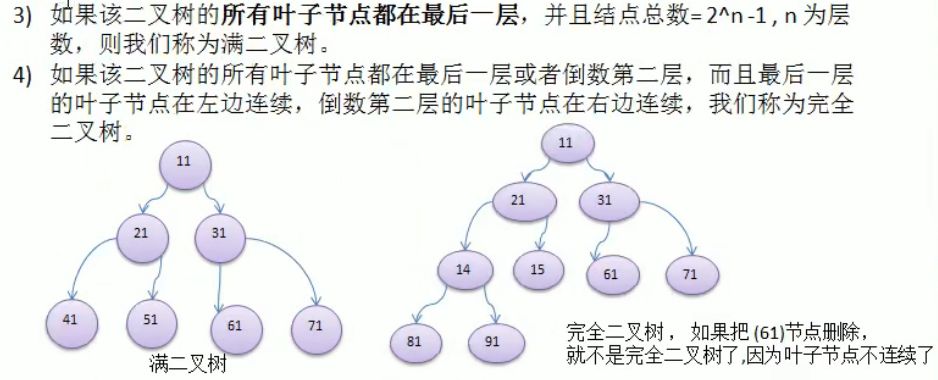 3) 如果该二叉树的所有叶子节点都在最后一层，并且结点总数= 2^n -1 , n 为层
数，则我们称为满二叉树。
4) 如果该二叉树的所有叶子节点都在最后一层或者倒数第二层，而且最后一层
的叶子节点在左边连续，倒数第二层的叶子节点在右边连续，我们称为完全
二叉树。
11
21
31
41
51
61
71
满二叉树
11
21
31
14
15
61
71
81
91
完全二叉树， 如果把 (61)节点删除，
就不是完全二叉树了,因为叶子节点不连续了